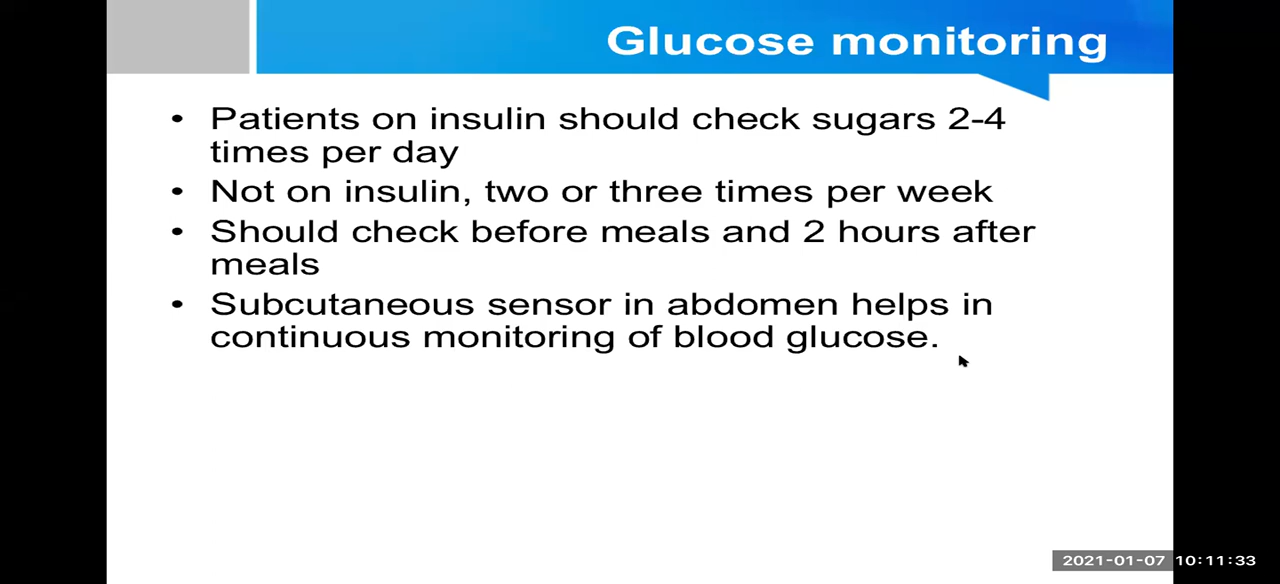 Glucose monitoring
• Patients on insulin should check sugars 2-4
times per day
• Not on insulin, two or three times per week
• Should check before meals and 2 hours after
meals
• Subcutaneous sensor in abdomen helps in
continuous monitoring of blood glucose.
2021-01-07 10:11:33